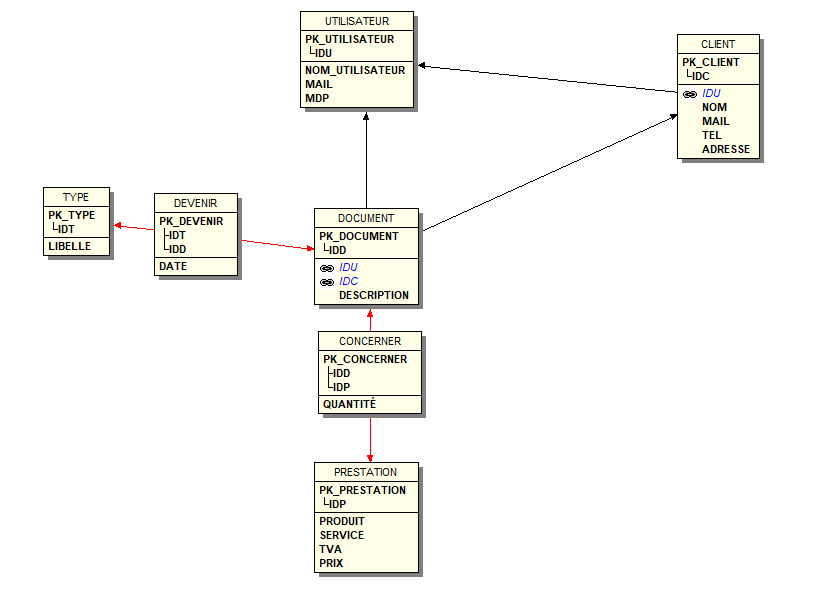 UTILISATEUR
PK_UTILISATEUR
IDU
NOM_UTILISATEUR
MAIL
MDP
CLIENT
PK_CLIENT
IDC
IDU
NOM
MAIL
TEL
ADRESSE
TYPE
PK_TYPE
IDT
LIBELLE
DEVENIR
PK_DEVENIR
IDT
IDD
DATE
DOCUMENT
PK_DOCUMENT
IDD
IDU
IDC
DESCRIPTION
CONCERNER
PK_CONCERNER
IDD
IDP
QUANTITÉ
PRESTATION
PK_PRESTATION
IDP
PRODUIT
SERVICE
TVA
PRIX